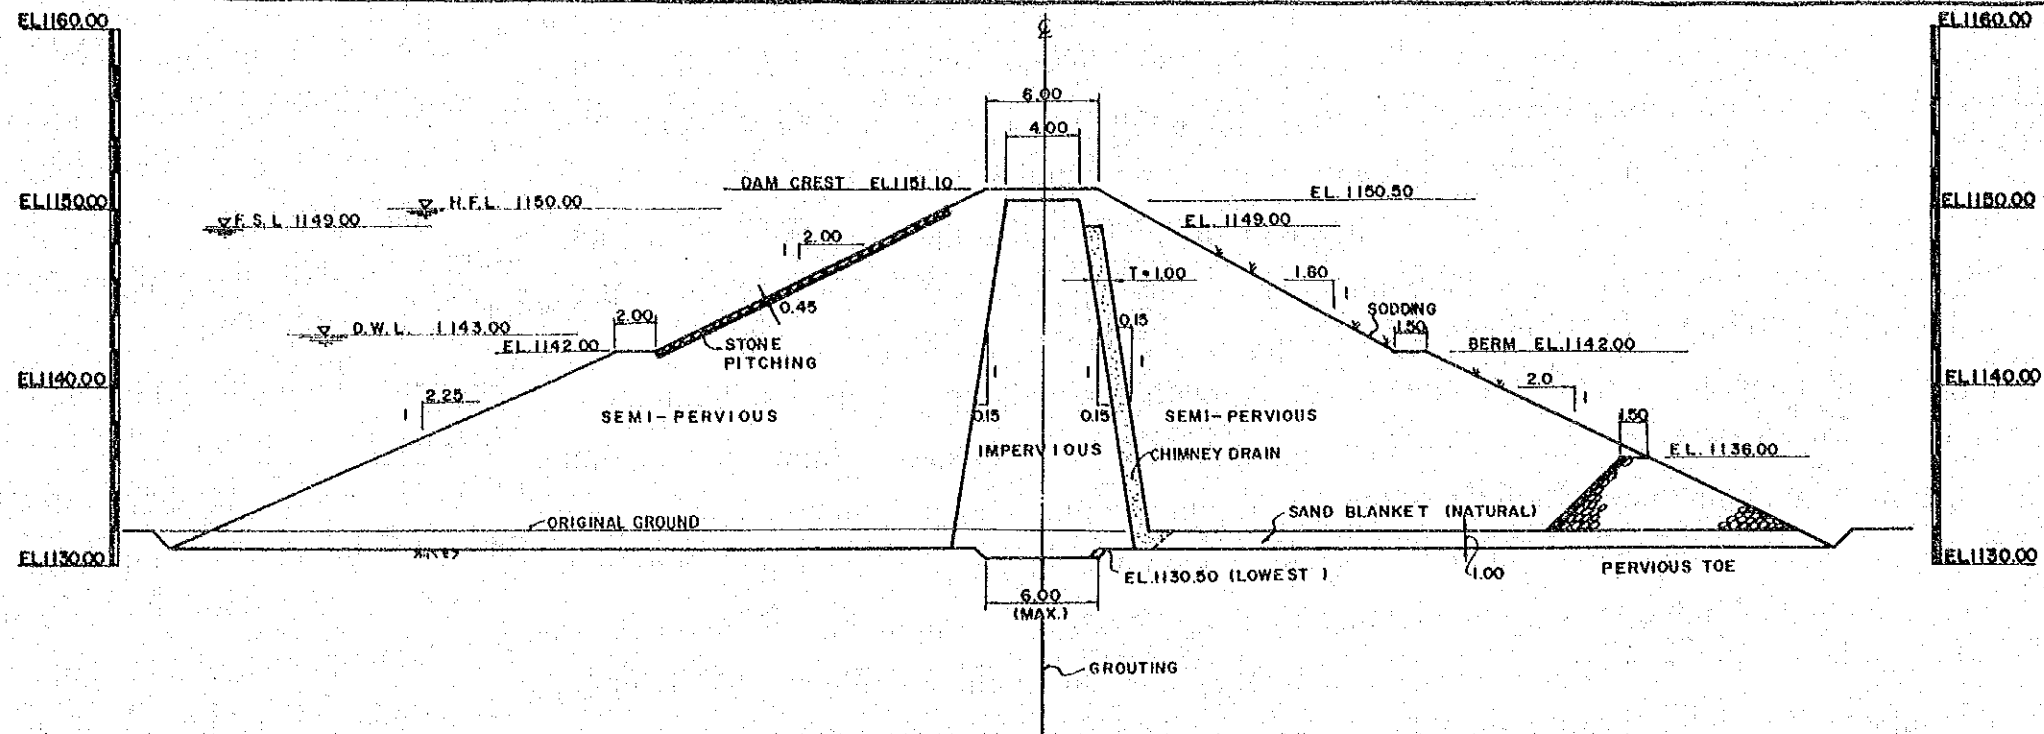 EL.1160.00
℄
EL.1160.00
6.00
4.00
DAM CREST EL.1151.10
EL. 1150.50
EL.1150.00
H.F.L. 1150.00
EL.1150.00
F.S.L 1149.00
EL. 1149.00
1
2.00
T=1.00
1.80
1
0.45
SODDING
2.00
0.15
1.50
D.W.L. 1143.00
EL.1142.00
STONE
PITCHING
BERM EL.1142.00
1
1
1
EL.1140.00
2.0
1
EL.1140.00
1
2.25
SEMI-PERVIOUS
0.15
0.15
SEMI-PERVIOUS
1.50
IMPERVIOUS
CHIMNEY DRAIN
EL. 1136.00
ORIGINAL GROUND
SAND BLANKET (NATURAL)
EL.1130.00
EL.1130.50 (LOWEST )
1.00
PERVIOUS TOE
EL.1130.00
6.00
(MAX.)
GROUTING